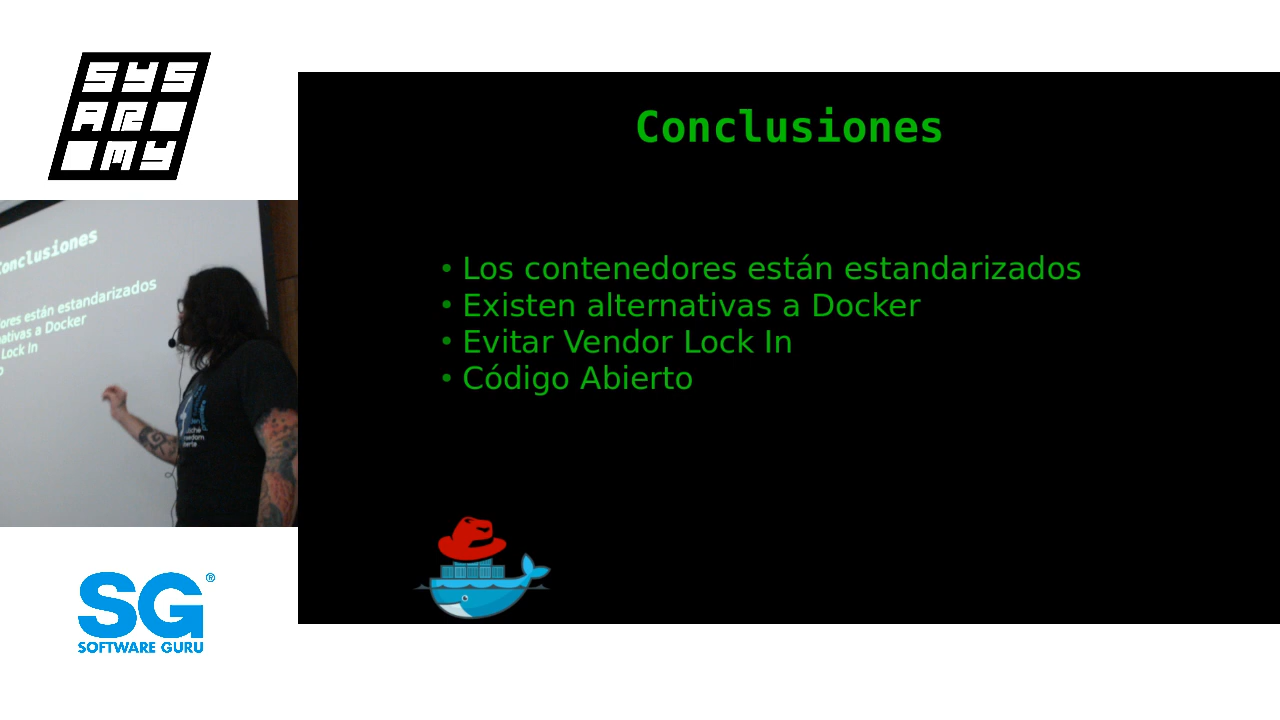 SYS
AR
MY
Conclusiones
• Los contenedores están estandarizados
• Existen alternativas a Docker
• Evitar Vendor Lock In
• Código Abierto
Conclusiones
ores están estandarizados
nativas a Docker
Lock In
SG®
SOFTWARE GURU